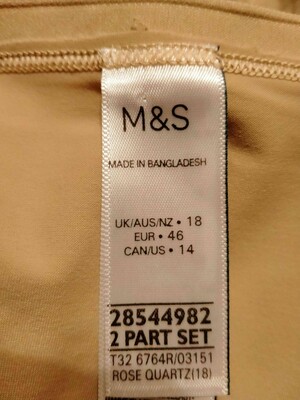 M&S
MADE IN BANGLADESH
UK/AUS/NZ • 18
EUR • 46
CAN/US • 14
28544982
2 PART SET
T32 6764R/03151
ROSE QUARTZ(18)